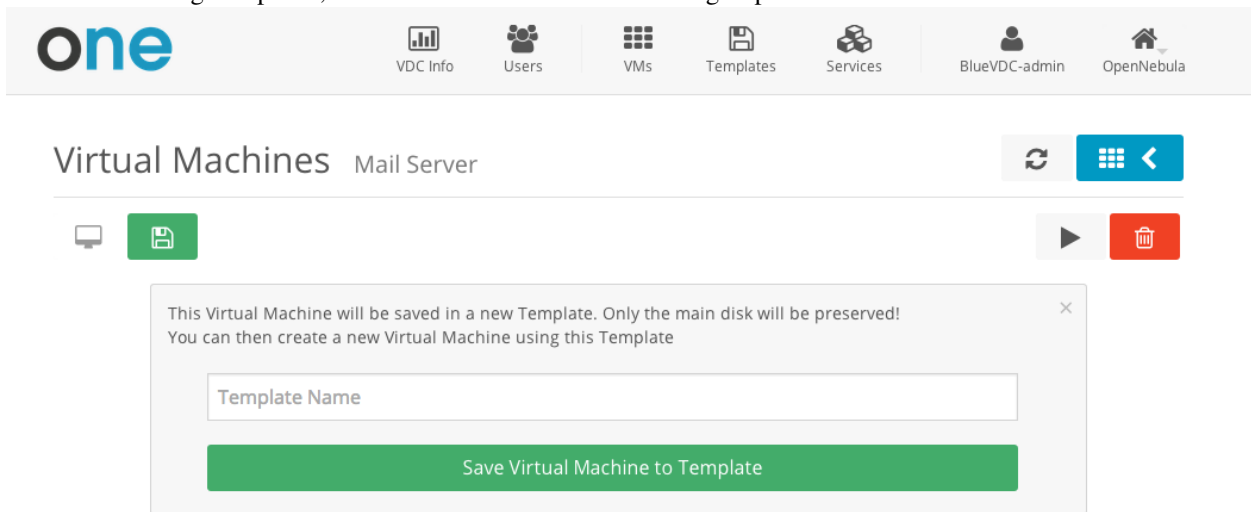 one
VDC Info
Users
VMs
Templates
Services
BlueVDC-admin
OpenNebula
Virtual Machines Mail Server
This Virtual Machine will be saved in a new Template. Only the main disk will be preserved!
You can then create a new Virtual Machine using this Template
Template Name
Save Virtual Machine to Template